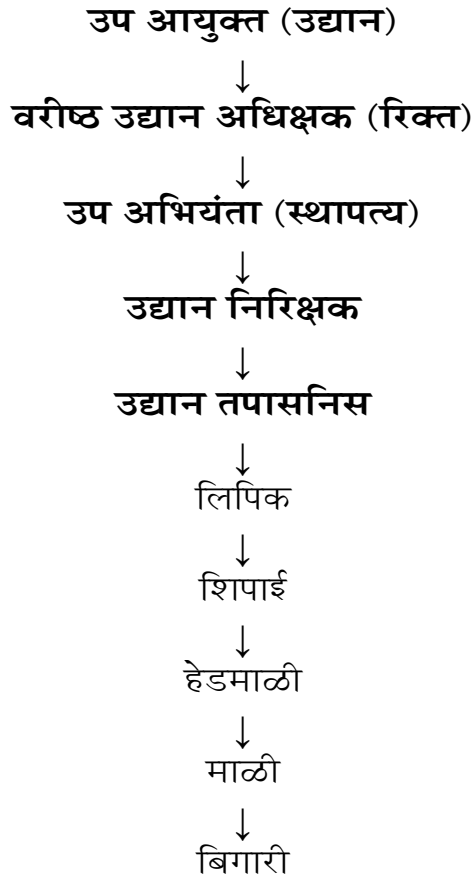 उप आयुक्त (उद्यान)
↓
वरीष्ठ उद्यान अधिक्षक (रिक्त)
↓
उप अभियंता (स्थापत्य)
↓
उद्यान निरिक्षक
↓
उद्यान तपासनिस
↓
लिपिक
↓
शिपाई
↓
हेडमाळी
↓
माळी
↓
बिगारी